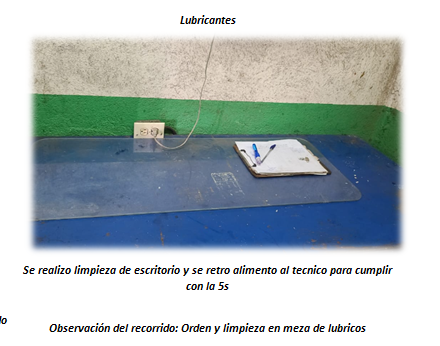 Lubricantes
Se realizo limpieza de escritorio y se retro alimento al tecnico para cumplir
con la 5s
Observación del recorrido: Orden y limpieza en meza de lubricos